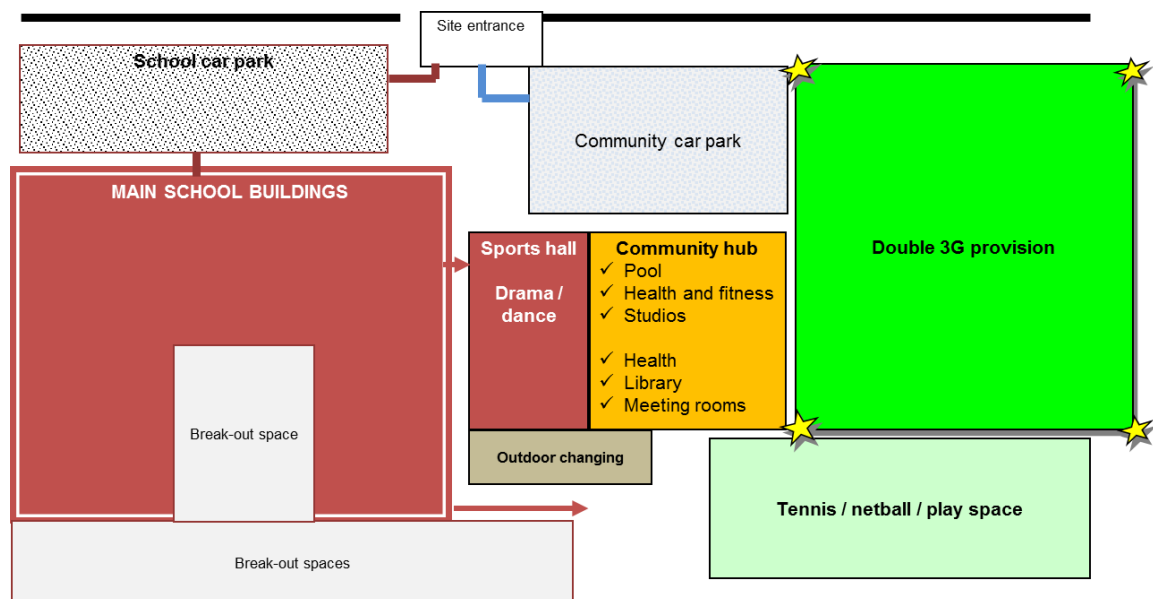 Site entrance
School car park
Community car park
MAIN SCHOOL BUILDINGS
Sports hall
Drama /
dance
Community hub
✓ Pool
✓ Health and fitness
✓ Studios
✓ Health
✓ Library
✓ Meeting rooms
Double 3G provision
Break-out space
Outdoor changing
Tennis / netball / play space
Break-out spaces